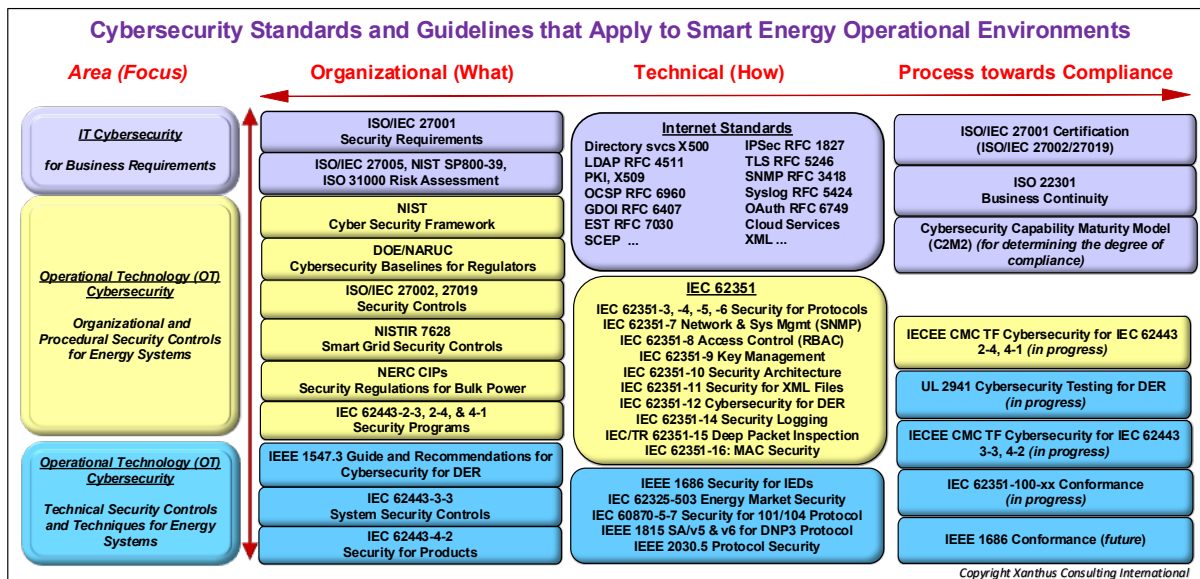 Cybersecurity Standards and Guidelines that Apply to Smart Energy Operational Environments
Area (Focus)
Organizational (What)
Technical (How)
Process towards Compliance
IT Cybersecurity
for Business Requirements
Operational Technology (OT)
Cybersecurity
Organizational and
Procedural Security Controls
for Energy Systems
Operational Technology (OT)
Cybersecurity
Technical Security Controls
and Techniques for Energy
Systems
ISO/IEC 27001
Security Requirements
ISO/IEC 27005, NIST SP800-39,
ISO 31000 Risk Assessment
NIST
Cyber Security Framework
DOE/NARUC
Cybersecurity Baselines for Regulators
ISO/IEC 27002, 27019
Security Controls
NISTIR 7628
Smart Grid Security Controls
NERC CIPs
Security Regulations for Bulk Power
IEC 62443-2-3, 2-4, & 4-1
Security Programs
IEEE 1547.3 Guide and Recommendations for
Cybersecurity for DER
IEC 62443-3-3
System Security Controls
IEC 62443-4-2
Security for Products
Internet Standards
Directory svcs X500
LDAP RFC 4511
PKI, X509
OCSP RFC 6960
GDOI RFC 6407
EST RFC 7030
SCEP ...
IPSec RFC 1827
TLS RFC 5246
SNMP RFC 3418
Syslog RFC 5424
OAuth RFC 6749
Cloud Services
XML ...
IEC 62351
IEC 62351-3, -4, -5, -6 Security for Protocols
IEC 62351-7 Network & Sys Mgmt (SNMP)
IEC 62351-8 Access Control (RBAC)
IEC 62351-9 Key Management
IEC 62351-10 Security Architecture
IEC 62351-11 Security for XML Files
IEC 62351-12 Cybersecurity for DER
IEC 62351-14 Security Logging
IEC/TR 62351-15 Deep Packet Inspection
IEC 62351-16: MAC Security
IEEE 1686 Security for IEDs
IEC 62325-503 Energy Market Security
IEC 60870-5-7 Security for 101/104 Protocol
IEEE 1815 SA/v5 & v6 for DNP3 Protocol
IEEE 2030.5 Protocol Security
ISO/IEC 27001 Certification
(ISO/IEC 27002/27019)
ISO 22301
Business Continuity
Cybersecurity Capability Maturity Model
(C2M2) (for determining the degree of
compliance)
IECEE CMC TF Cybersecurity for IEC 62443
2-4, 4-1 (in progress)
UL 2941 Cybersecurity Testing for DER
(in progress)
IECEE CMC TF Cybersecurity for IEC 62443
3-3, 4-2 (in progress)
IEC 62351-100-xx Conformance
(in progress)
IEEE 1686 Conformance (future)
Copyright Xanthus Consulting International